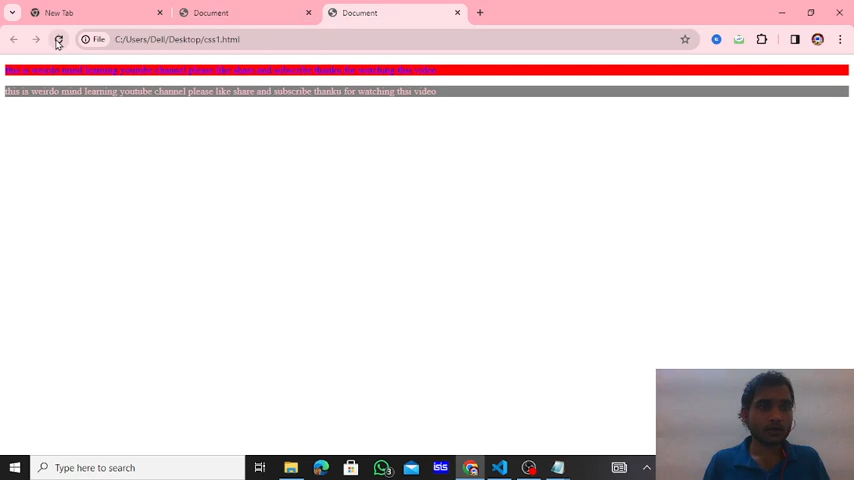 New Tab
Document
Document
File
C:/Users/Dell/Desktop/css1.html
this is weirdo mind learning youtube channel please like share and subscribe thanku for watching thsi video
this is weirdo mind learning youtube channel please like share and subscribe thanku for watching thsi video
Type here to search
isis
3